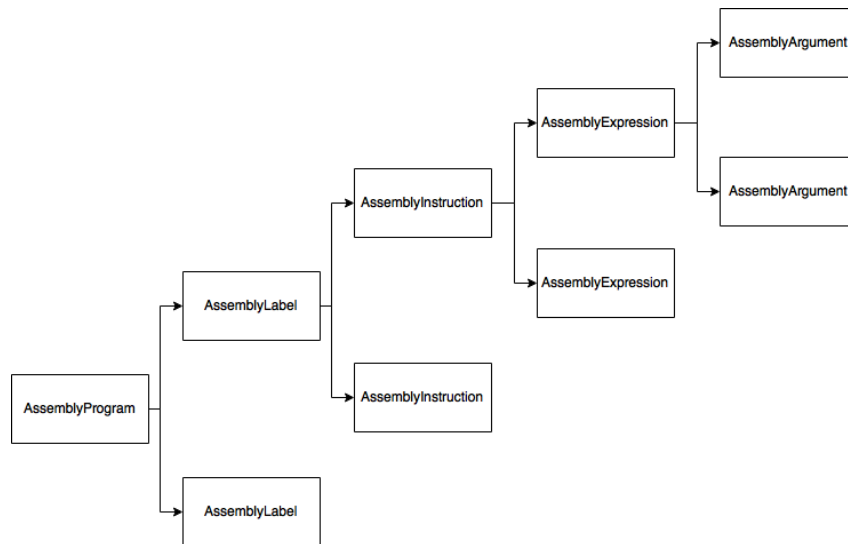 AssemblyArgument
AssemblyExpression
AssemblyArgument
AssemblyInstruction
AssemblyExpression
AssemblyLabel
AssemblyInstruction
AssemblyProgram
AssemblyLabel